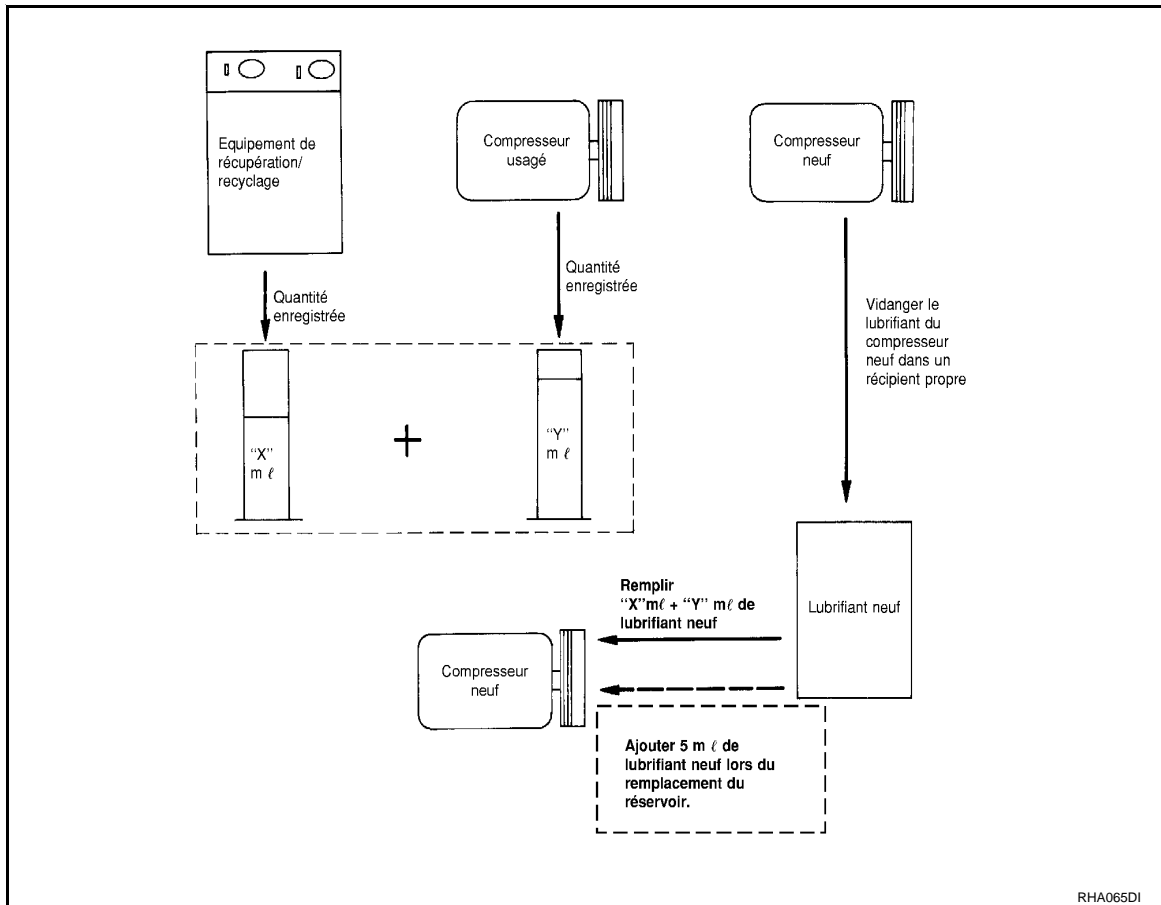 Equipement de
récupération/
recyclage
Compresseur
usagé
Compresseur
neuf
Quantité
enregistrée
Quantité
enregistrée
Vidanger le
lubrifiant du
compresseur
neuf dans un
récipient propre
“X”
m ℓ
+
“Y”
m ℓ
Remplir
“X”mℓ + “Y” mℓ de
lubrifiant neuf
Lubrifiant neuf
Compresseur
neuf
Ajouter 5 m ℓ de
lubrifiant neuf lors du
remplacement du
réservoir.
RHA065DI